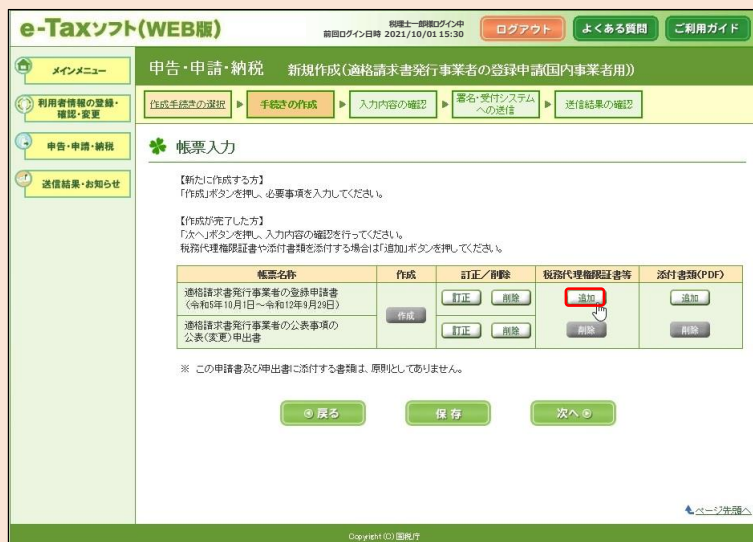 e-Taxソフト(WEB版)
税理士一郎様ログイン中
前回ログイン日時 2021/10/01 15:30
ログアウト
よくある質問
ご利用ガイド
メインメニュー
利用者情報の登録・
確認・変更
申告・申請・納税
送信結果・お知らせ
申告・申請・納税 新規作成(適格請求書発行事業者の登録申請(国内事業者用))
作成手続きの選択
手続きの作成
入力内容の確認
署名・受付システム
への送信
送信結果の確認
帳票入力
【新たに作成する方】
「作成」ボタンを押し、必要事項を入力してください。
【作成が完了した方】
「次へ」ボタンを押し、入力内容の確認を行ってください。
税務代理権限証書や添付書類を添付する場合は「追加」ボタンを押してください。
帳票名称 作成 訂正/削除 税務代理権限証書等 添付書類(PDF)
適格請求書発行事業者の登録申請書
(令和5年10月1日~令和12年9月29日)
作成
訂正 削除 追加 追加
適格請求書発行事業者の公表事項の
公表(変更)申出書
訂正 削除 削除 削除
※ この申請書及び申出書に添付する書類は、原則としてありません。
戻る
保存
次へ
ページ先頭へ
Copyright (C) 国税庁